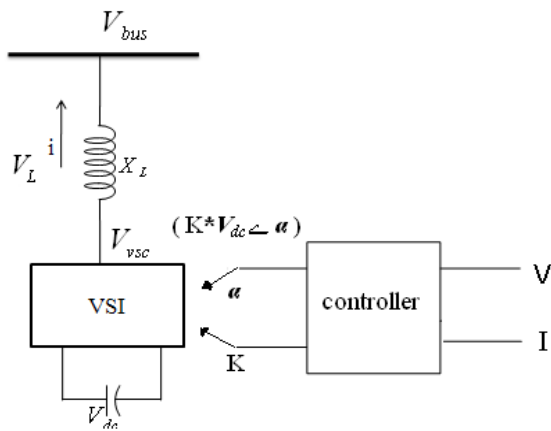 V_bus
i
V_L
X_L
V_vsc
(K*V_dc∠α)
VSI
α
K
controller
V
I
V_dc